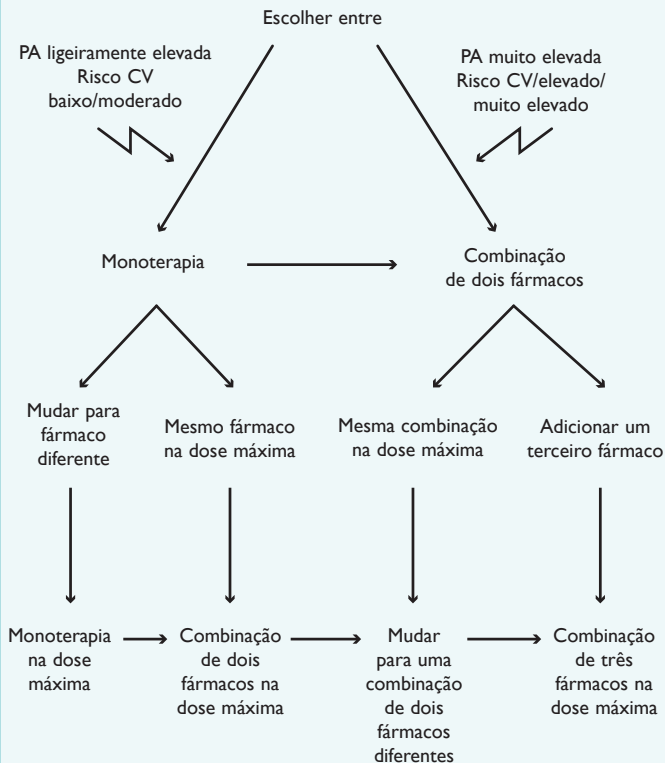 Escolher entre
PA ligeiramente elevada
Risco CV
baixo/moderado
PA muito elevada
Risco CV/elevado/
muito elevado
Monoterapia
Combinação
de dois fármacos
Mudar para
fármaco
diferente
Mesmo fármaco
na dose máxima
Mesma combinação
na dose máxima
Adicionar um
terceiro fármaco
Monoterapia
na dose
máxima
Combinação
de dois
fármacos na
dose máxima
Mudar
para uma
combinação
de dois
fármacos
diferentes
Combinação
de três
fármacos na
dose máxima